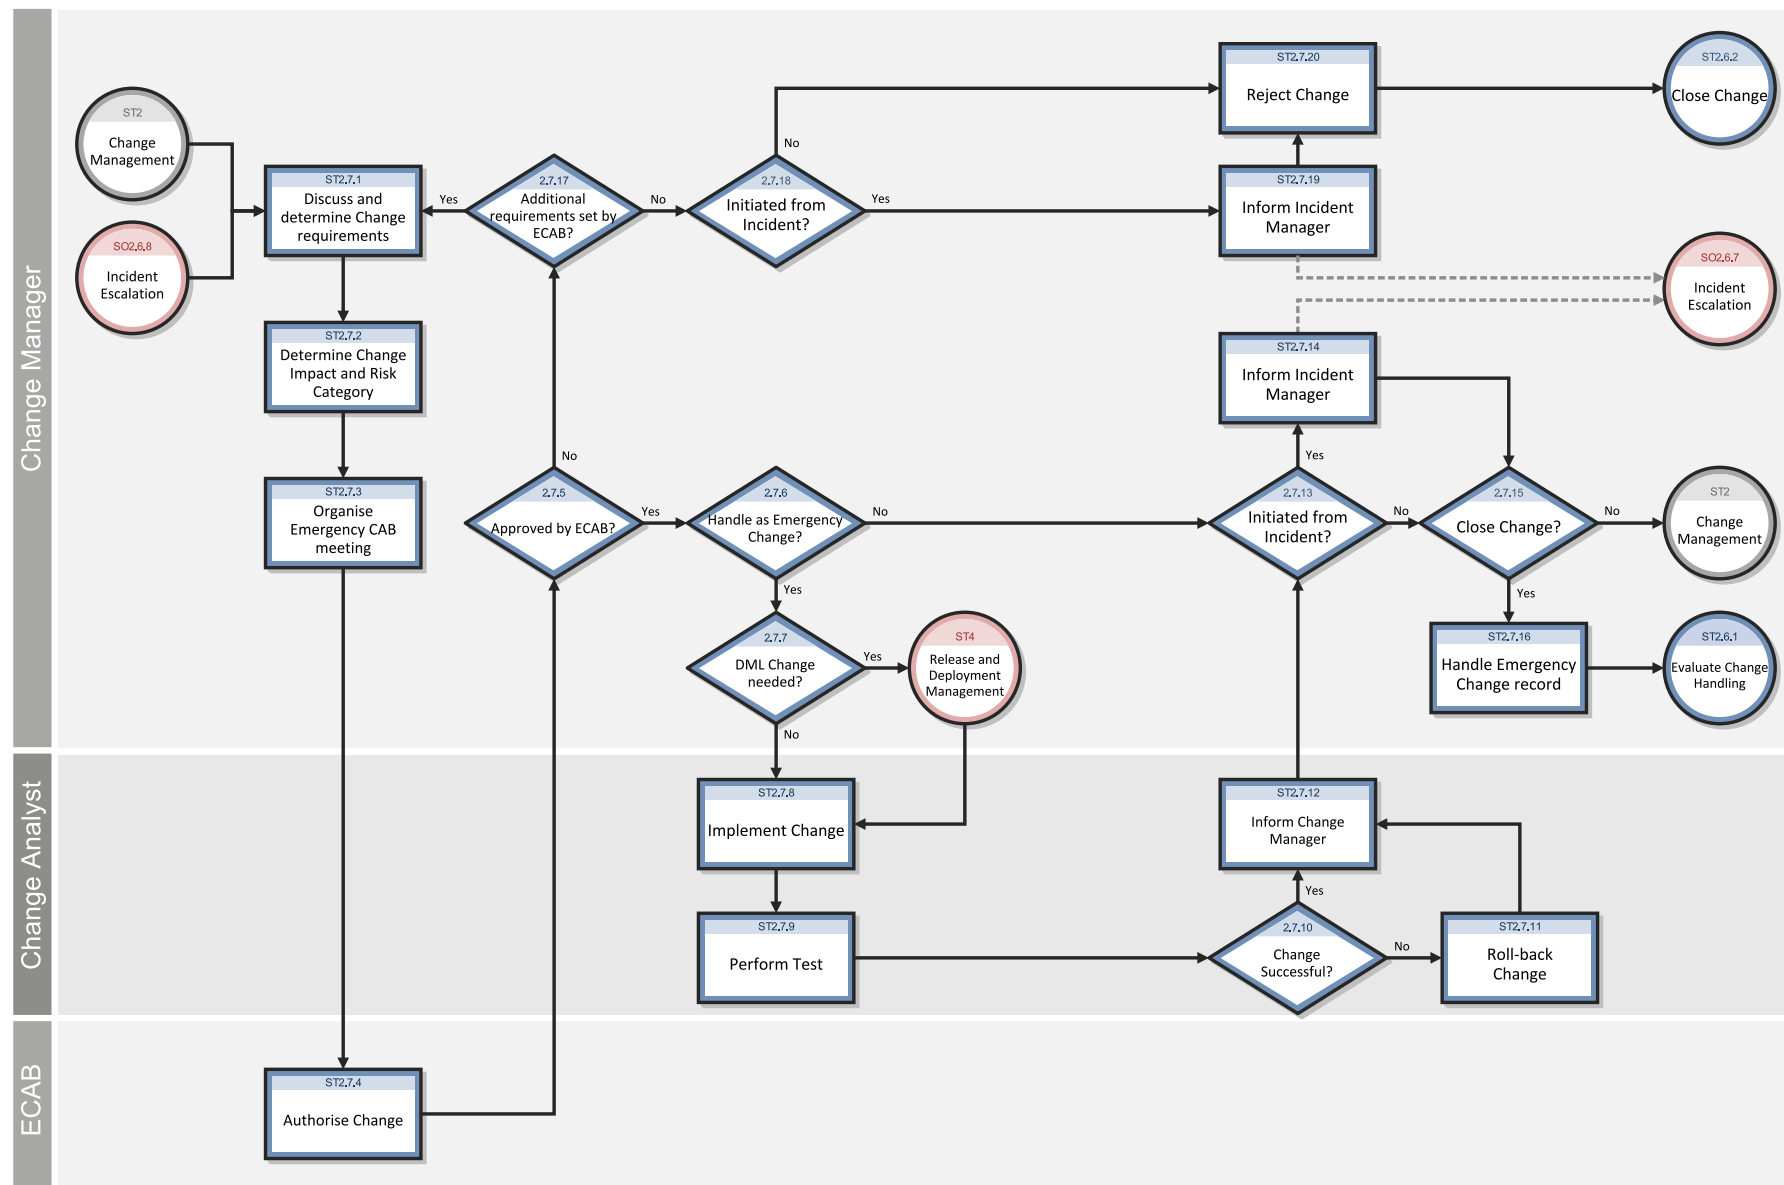 Change Manager
ST2
Change
Management
SO2.6.8
Incident
Escalation
ST2.7.1
Discuss and
determine Change
requirements
ST2.7.2
Determine Change
Impact and Risk
Category
ST2.7.3
Organise
Emergency CAB
meeting
Yes
2.7.17
Additional
requirements set by
ECAB?
No
2.7.18
Initiated from
Incident?
No
Yes
ST2.7.20
Reject Change
ST2.6.2
Close Change
ST2.7.19
Inform Incident
Manager
SO2.6.7
Incident
Escalation
ST2.7.14
Inform Incident
Manager
No
2.7.5
Approved by ECAB?
Yes
2.7.6
Handle as Emergency
Change?
No
Yes
Yes
2.7.13
Initiated from
Incident?
No
2.7.15
Close Change?
No
Yes
ST2
Change
Management
2.7.7
DML Change
needed?
Yes
No
ST4
Release and
Deployment
Management
ST2.7.16
Handle Emergency
Change record
ST2.6.1
Evaluate Change
Handling
Change Analyst
ST2.7.8
Implement Change
ST2.7.9
Perform Test
ST2.7.12
Inform Change
Manager
Yes
2.7.10
Change
Successful?
No
ST2.7.11
Roll-back
Change
ECAB
ST2.7.4
Authorise Change